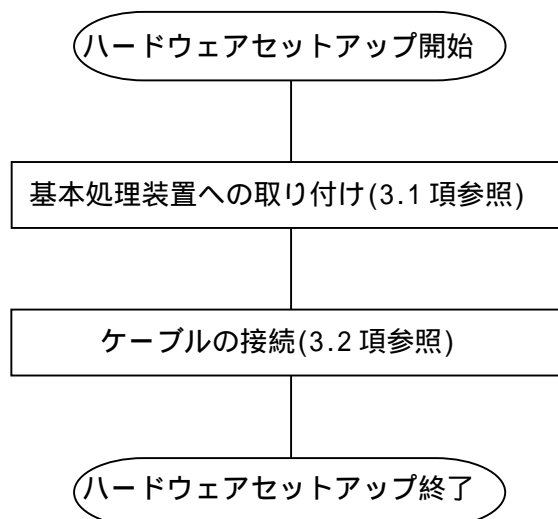 ハードウェアセットアップ開始
基本処理装置への取り付け(3.1 項参照)
ケーブルの接続(3.2 項参照)
ハードウェアセットアップ終了